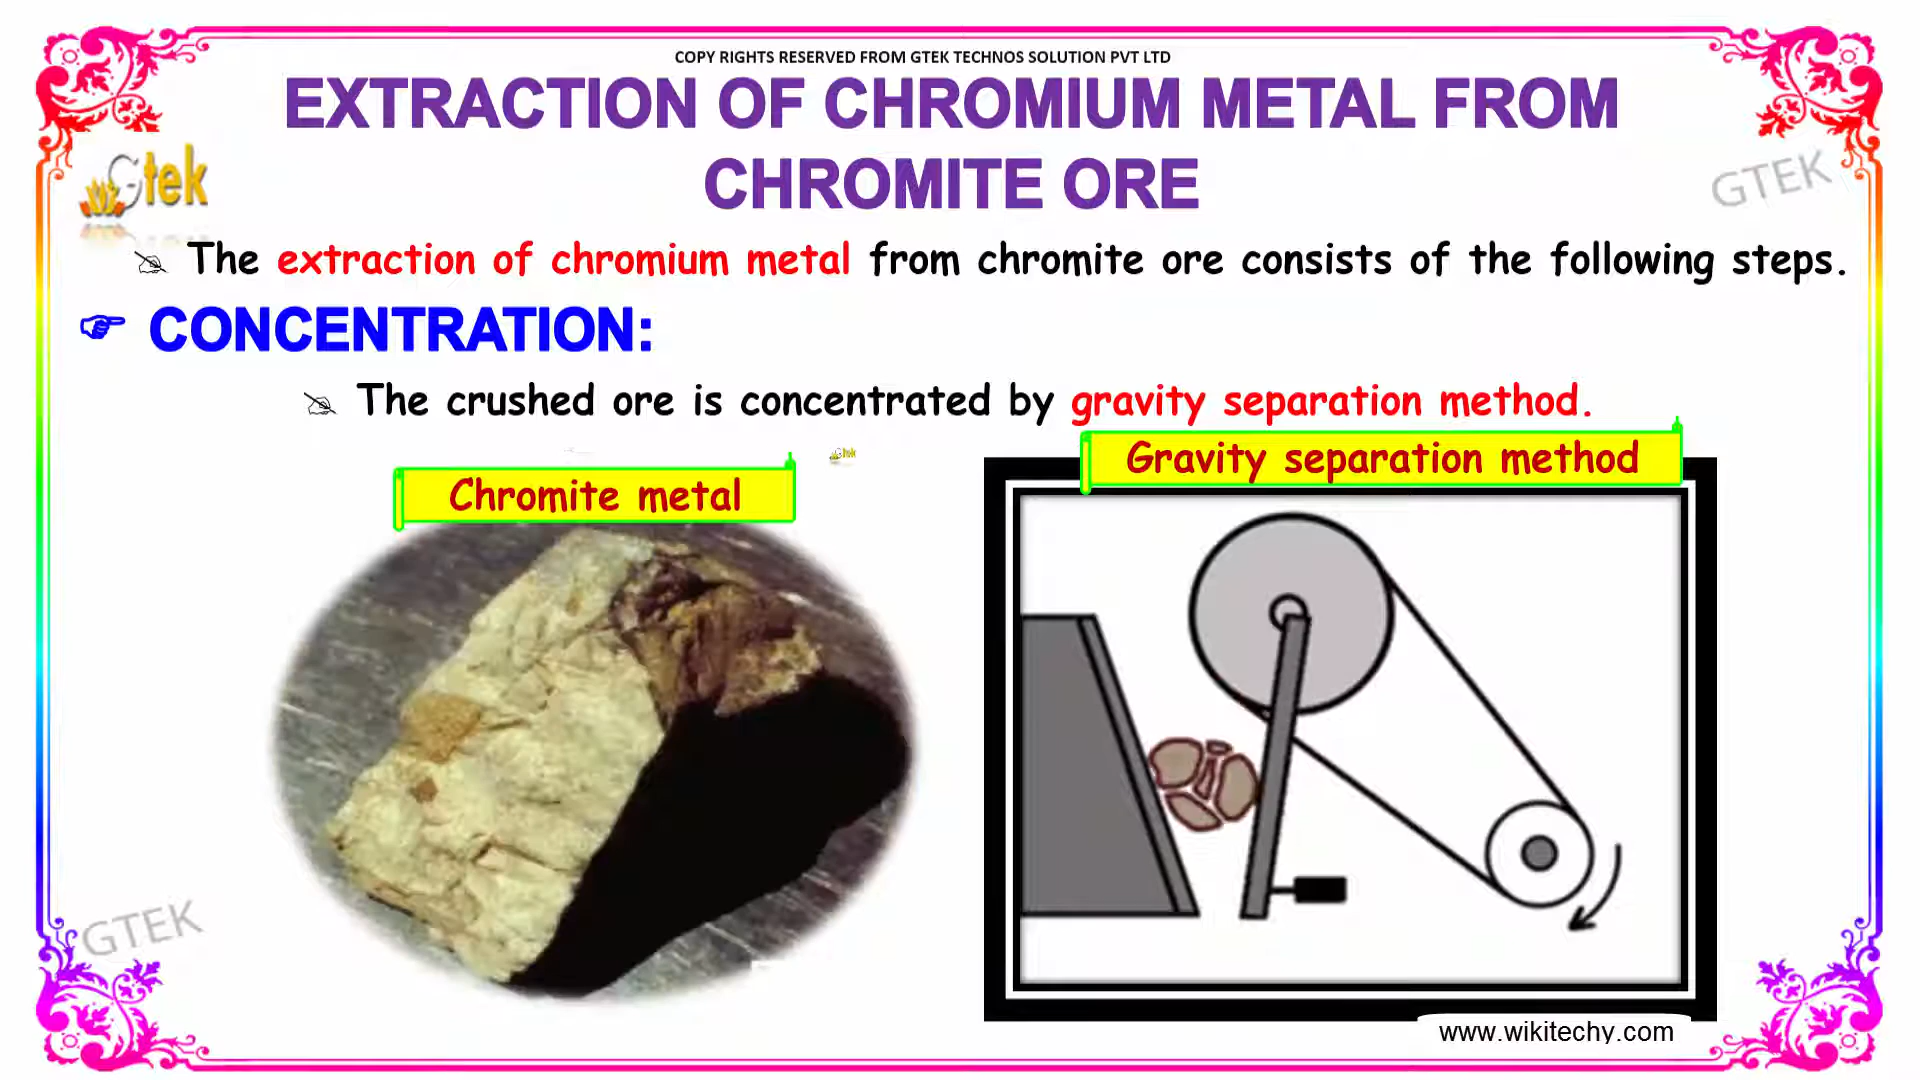 COPY RIGHTS RESERVED FROM GTEK TECHNOS SOLUTION PVT LTD
EXTRACTION OF CHROMIUM METAL FROM
CHROMITE ORE
Gtek
GTEK
The extraction of chromium metal from chromite ore consists of the following steps.
CONCENTRATION:
The crushed ore is concentrated by gravity separation method.
Gtek
Chromite metal
Gravity separation method
GTEK
www.wikitechy.com